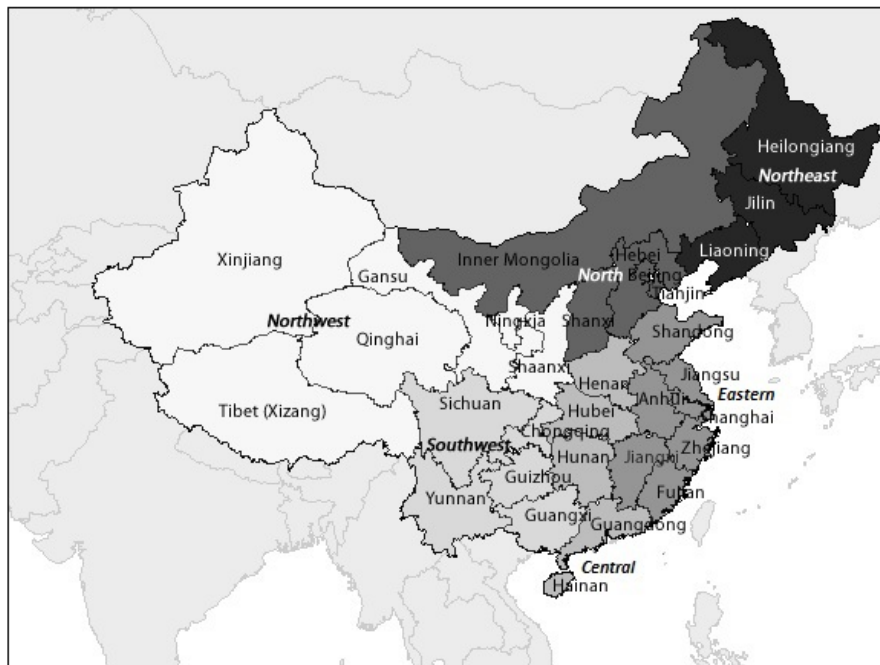 Heilongiang
Northeast
Jilin
Liaoning
Xinjiang
Inner Mongolia
Hebei
North
Beijing
Tianjin
Gansu
Northwest
Ningxia
Shanxi
Shandong
Qinghai
Shaanxi
Jiangsu
Henan
Eastern
Tibet (Xizang)
Sichuan
Anhui
Hubei
Shanghai
Chongqing
Southwest
Zhejiang
Hunan
Jiangxi
Guizhou
Yunnan
Fujian
Guangxi
Guangdong
Central
Hainan